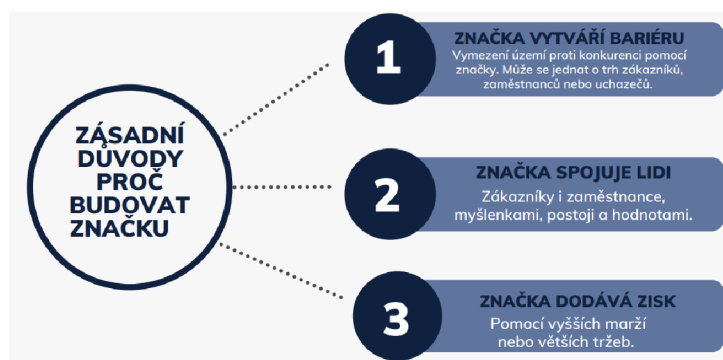 ZÁSADNÍ
DŮVODY
PROČ
BUDOVAT
ZNAČKU
1
ZNAČKA VYTVÁŘÍ BARIÉRU
Vymezení území proti konkurenci pomocí
značky. Může se jednat o trh zákazníků,
zaměstnanců nebo uchazečů.
2
ZNAČKA SPOJUJE LIDI
Zákazníky i zaměstnance,
myšlenkami, postoji a hodnotami.
3
ZNAČKA DODÁVÁ ZISK
Pomocí vyšších marží
nebo větších tržeb.